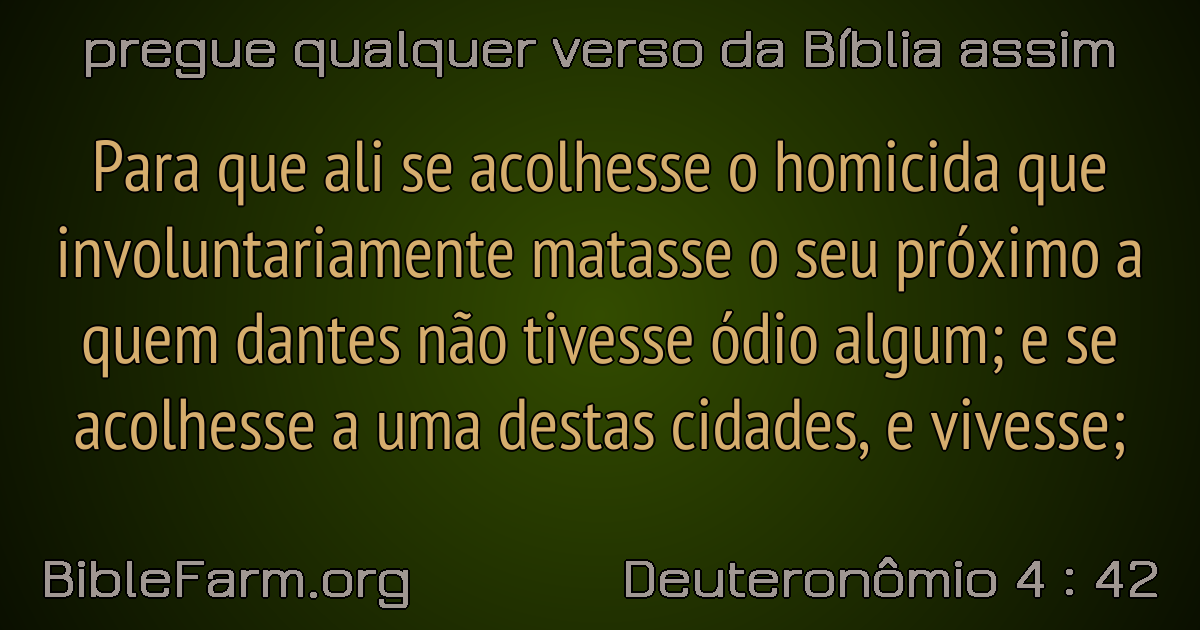 pregue qualquer verso da Bíblia assim
Para que ali se acolhesse o homicida que
involuntariamente matasse o seu próximo a
quem dantes não tivesse ódio algum; e se
acolhesse a uma destas cidades, e vivesse;
BibleFarm.org
Deuteronômio 4 : 42